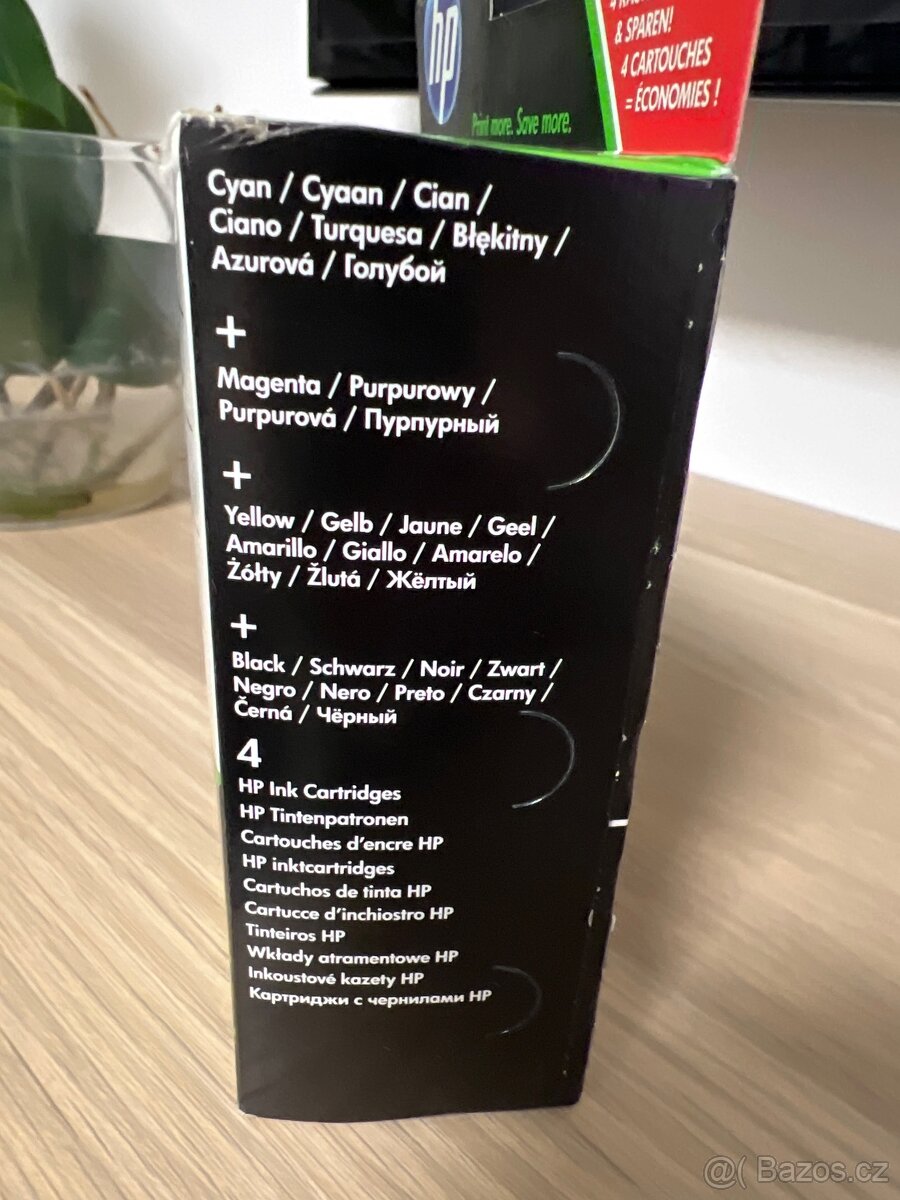 & SPAREN!
4 CARTOUCHES
= ÉCONOMIES !
hp
Print more. Save more.
Cyan / Cyaan / Cian /
Ciano / Turquesa / Błękitny /
Azurová / Голубой
+
Magenta / Purpurowy /
Purpurová / Пурпурный
+
Yellow / Gelb / Jaune / Geel /
Amarillo / Giallo / Amarelo /
Żółty / Žlutá / Жёлтый
+
Black / Schwarz / Noir / Zwart /
Negro / Nero / Preto / Czarny /
Černá / Чёрный
4
HP Ink Cartridges
HP Tintenpatronen
Cartouches d'encre HP
HP inktcartridges
Cartuchos de tinta HP
Cartucce d'inchiostro HP
Tinteiros HP
Wkłady atramentowe HP
Inkoustové kazety HP
Картриджи с чернилами HP
@( Bazos.cz